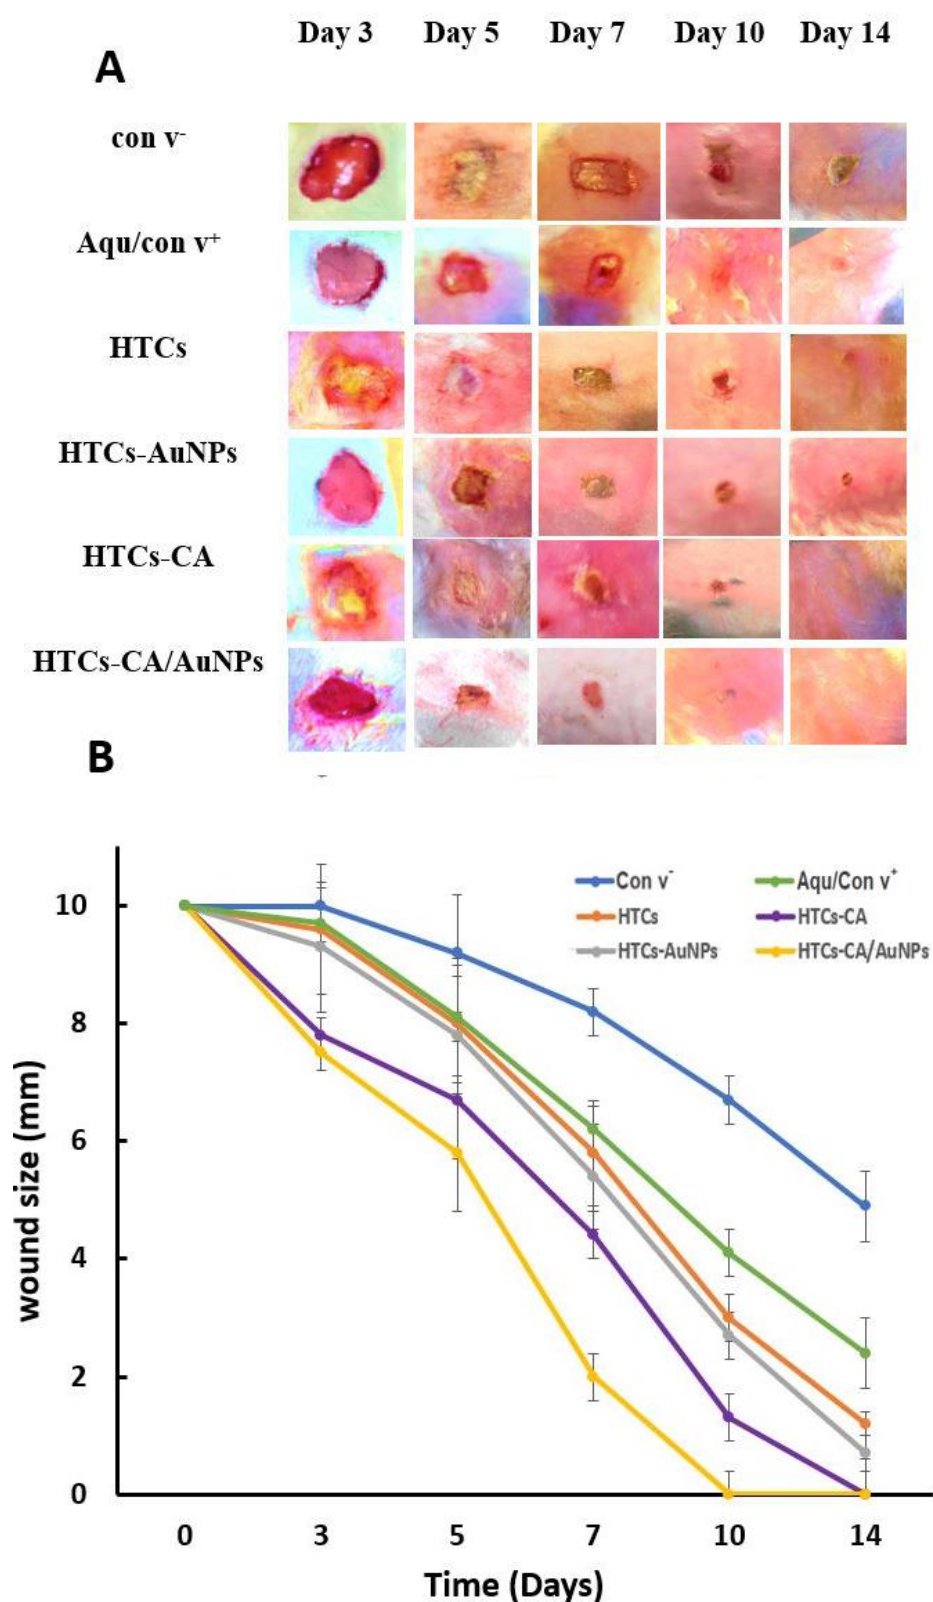 Day 3 Day 5 Day 7 Day 10 Day 14
A
con v⁻
Aqu/con v⁺
HTCs
HTCs-AuNPs
HTCs-CA
HTCs-CA/AuNPs
B
Con v⁻ Aqu/Con v⁺
HTCs HTCs-CA
HTCs-AuNPs HTCs-CA/AuNPs
10
8
6
4
2
0
wound size (mm)
0 3 5 7 10 14
Time (Days)